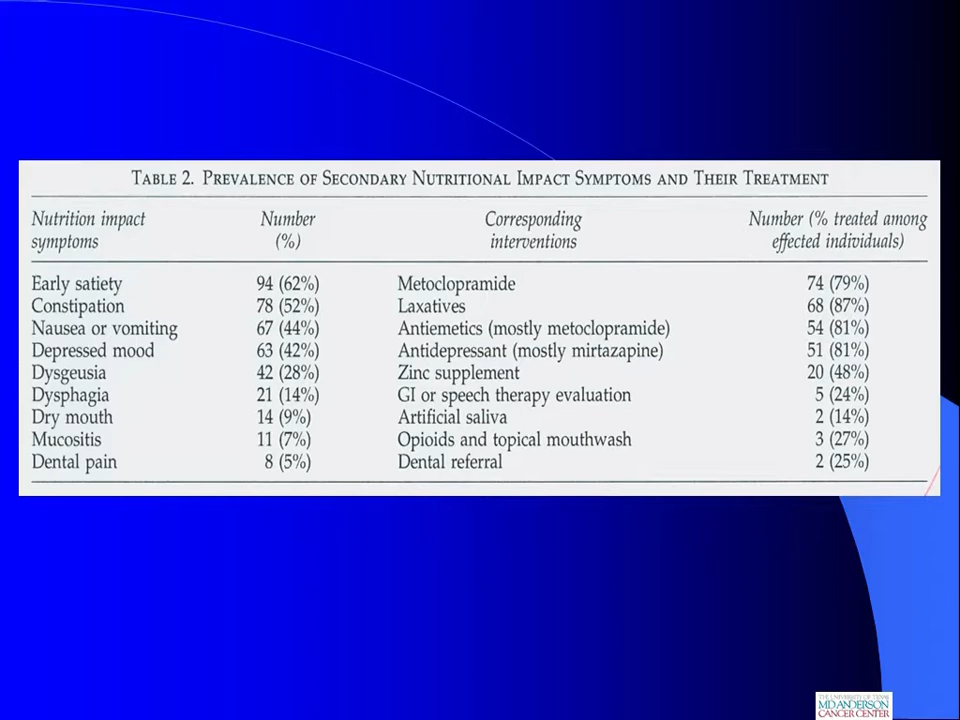 TABLE 2. PREVALENCE OF SECONDARY NUTRITIONAL IMPACT SYMPTOMS AND THEIR TREATMENT
Nutrition impact symptoms Number (%) Corresponding interventions Number (% treated among effected individuals)
Early satiety 94 (62%) Metoclopramide 74 (79%)
Constipation 78 (52%) Laxatives 68 (87%)
Nausea or vomiting 67 (44%) Antiemetics (mostly metoclopramide) 54 (81%)
Depressed mood 63 (42%) Antidepressant (mostly mirtazapine) 51 (81%)
Dysgeusia 42 (28%) Zinc supplement 20 (48%)
Dysphagia 21 (14%) GI or speech therapy evaluation 5 (24%)
Dry mouth 14 (9%) Artificial saliva 2 (14%)
Mucositis 11 (7%) Opioids and topical mouthwash 3 (27%)
Dental pain 8 (5%) Dental referral 2 (25%)
THE UNIVERSITY OF TEXAS
MD ANDERSON
CANCER CENTER